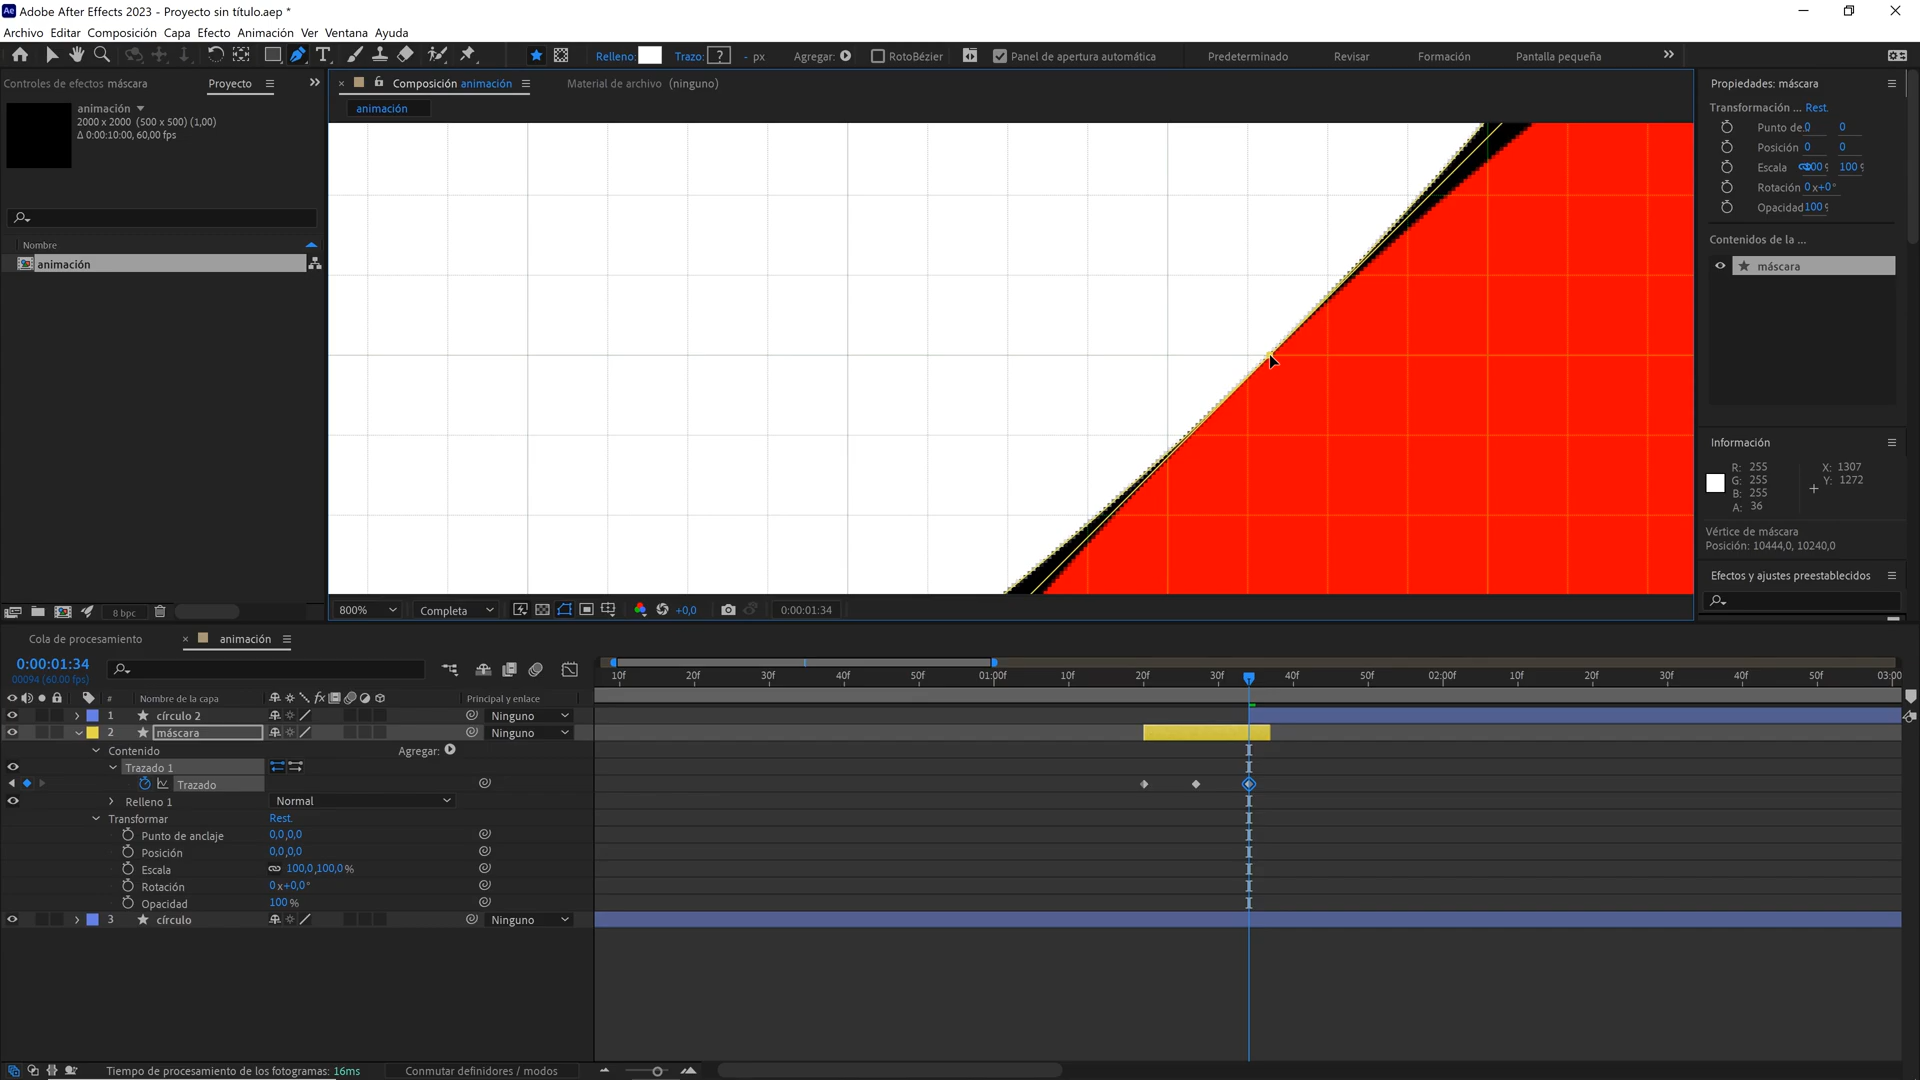 Adobe After Effects 2023 - Proyecto sin título.aep *
Archivo Editar Composición Capa Efecto Animación Ver Ventana Ayuda
Relleno: Trazo: ? - px Agregar: RotoBézier Panel de apertura automática Predeterminado Revisar Formación Pantalla pequeña
Controles de efectos máscara Proyecto
Composición animación Material de archivo (ninguno)
animación
animación
2000 x 2000 (500 x 500) (1,00)
Δ 0:00:10:00, 60,00 fps
Nombre
animación
8 bpc
800% Completa +0,0 0:00:01:34
Propiedades: máscara
Transformación ... Rest.
Punto de. 0 0
Posición 0 0
Escala 100 %
Rotación 0 x+0°
Opacidad 100
Contenidos de la ...
máscara
Información
R: 255 X: 1307
G: 255 Y: 1272
B: 255
A: 36
Vértice de máscara
Posición: 10444,0, 10240,0
Efectos y ajustes preestablecidos
Cola de procesamiento animación
0:00:01:34
00094 (60.00 fps)
10f 20f 30f 40f 50f 01:00f 10f 20f 30f 40f 50f 02:00f 10f 20f 30f 40f 50f 03:00
# Nombre de la capa fx Principal y enlace
1 círculo 2 Ninguno
2 máscara Ninguno
Contenido Agregar:
Trazado 1
Trazado
Relleno 1 Normal
Transformar Rest.
Punto de anclaje 0,0,0,0
Posición 0,0,0,0
Escala 100,0,100,0%
Rotación 0 x+0,0°
Opacidad 100 %
3 círculo Ninguno
Tiempo de procesamiento de los fotogramas: 16ms Conmutar definidores / modos